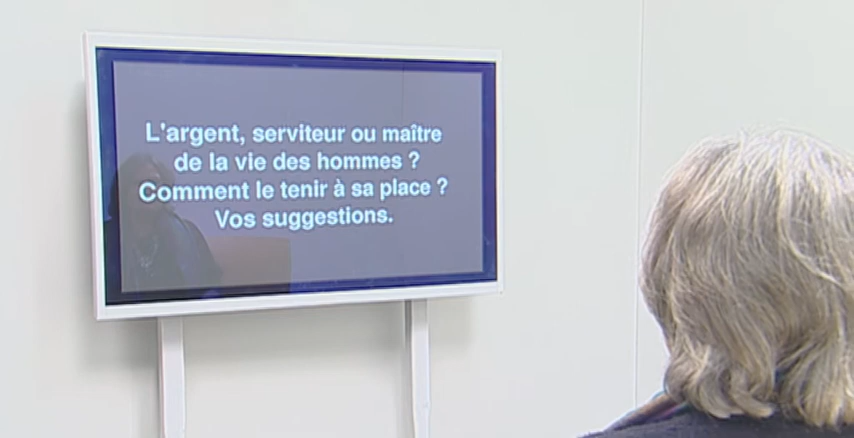 L'argent, serviteur ou maître
de la vie des hommes ?
Comment le tenir à sa place ?
Vos suggestions.